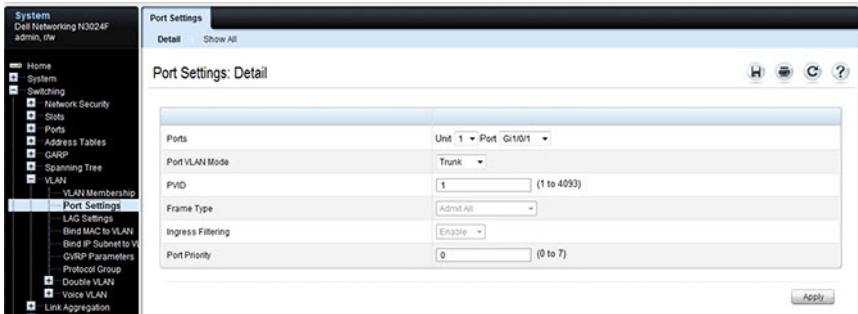 System
Dell Networking N3024F
admin, r/w
Home
System
Switching
Network Security
Slots
Ports
Address Tables
GARP
Spanning Tree
VLAN
VLAN Membership
Port Settings
LAG Settings
Bind MAC to VLAN
Bind IP Subnet to VL
GVRP Parameters
Protocol Group
Double VLAN
Voice VLAN
Link Aggregation
Port Settings
Detail Show All
Port Settings: Detail
?
Ports Unit 1 Port Gi1/0/1
Port VLAN Mode Trunk
PVID 1 (1 to 4093)
Frame Type Admit All
Ingress Filtering Enable
Port Priority 0 (0 to 7)
Apply